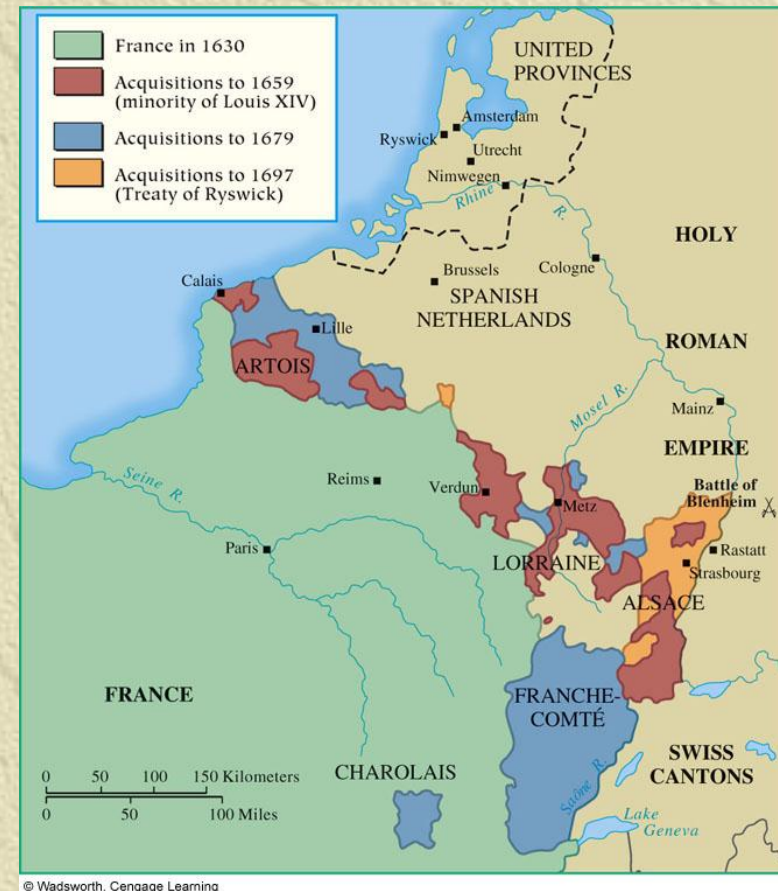 France in 1630
Acquisitions to 1659
(minority of Louis XIV)
Acquisitions to 1679
Acquisitions to 1697
(Treaty of Ryswick)
UNITED
PROVINCES
Amsterdam
Ryswick
Utrecht
Nimwegen
Rhine
R.
HOLY
Cologne
Brussels
Calais
SPANISH
NETHERLANDS
Lille
ROMAN
ARTOIS
Mosel R.
Mainz
EMPIRE
Seine R.
Reims
Verdun
Metz
Battle of
Blenheim
Paris
LORRAINE
Rastatt
Strasbourg
ALSACE
FRANCE
FRANCHE-
COMTÉ
0 50 100 150 Kilometers
0 50 100 Miles
CHAROLAIS
Saône R.
SWISS
CANTONS
Lake
Geneva
© Wadsworth, Cengage Learning